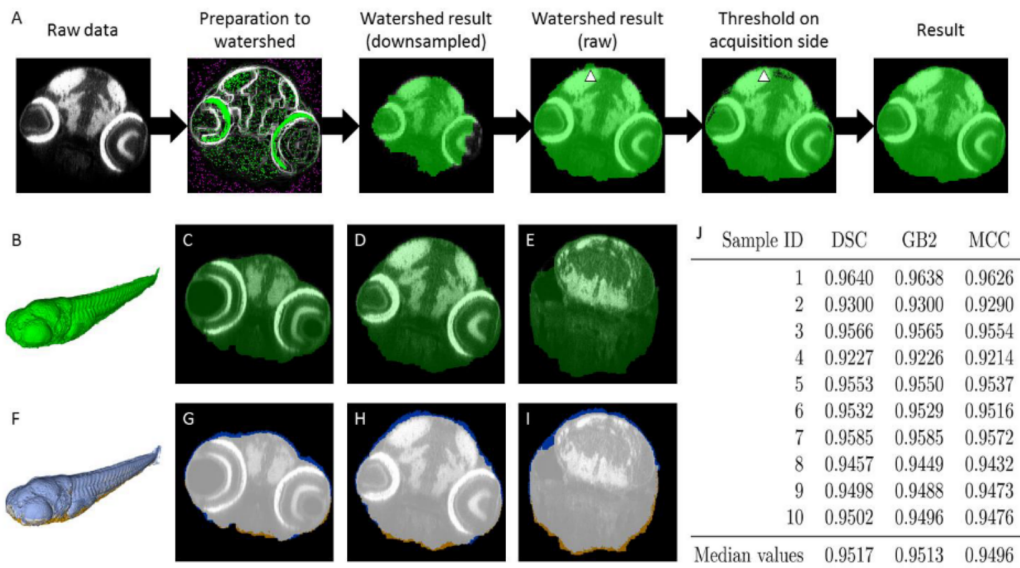 A
Raw data
Preparation to
watershed
Watershed result
(downsampled)
Watershed result
(raw)
Threshold on
acquisition side
Result
B
C
D
E
F
G
H
I
J
Sample ID DSC GB2 MCC
1 0.9640 0.9638 0.9626
2 0.9300 0.9300 0.9290
3 0.9566 0.9565 0.9554
4 0.9227 0.9226 0.9214
5 0.9553 0.9550 0.9537
6 0.9532 0.9529 0.9516
7 0.9585 0.9585 0.9572
8 0.9457 0.9449 0.9432
9 0.9498 0.9488 0.9473
10 0.9502 0.9496 0.9476
Median values 0.9517 0.9513 0.9496